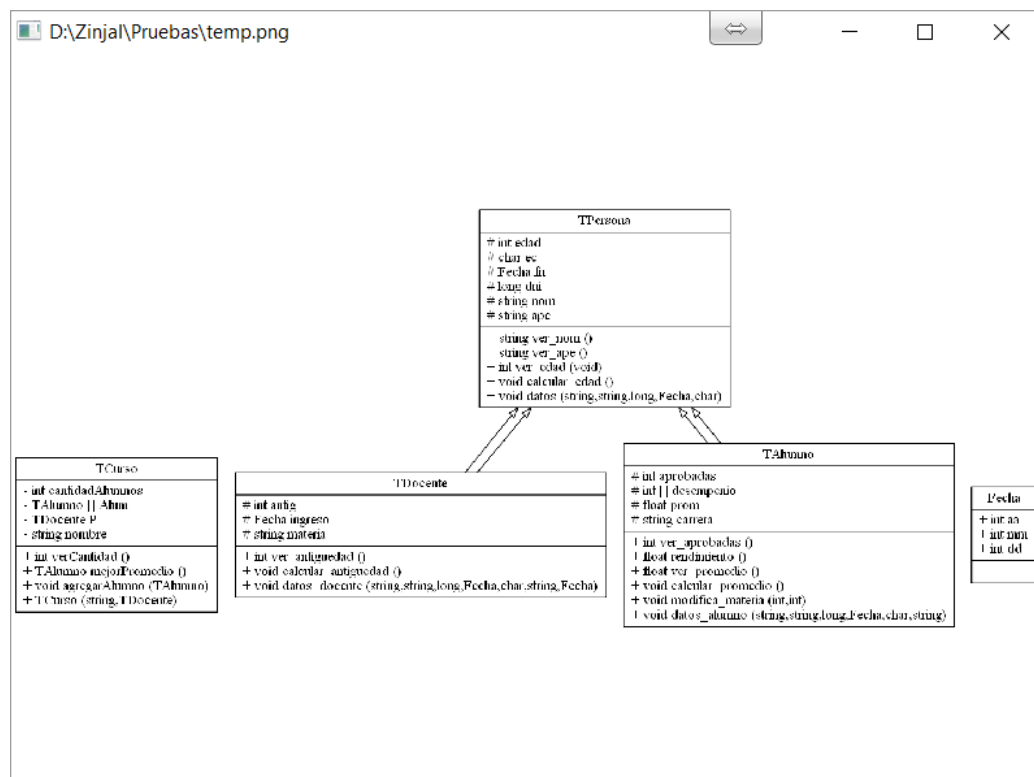 D:\Zinjal\Pruebas\temp.png
TPersona
# int edad
# char ec
# Fecha fn
# long dui
# string nom
# string ape
string ver_nom ()
string ver_ape ()
int ver_edad (void)
void calcular_edad ()
void datos (string,string,long,Fecha,char)
TCurso
- int cantidadAlumnos
- TAlumno [] Alum
- TDocente P
- string nombre
+ int verCantidad ()
+ TAlumno mejorPromedio ()
+ void agregarAlumno (TAlumno)
+ TCurso (string,TDocente)
TDocente
# int antig
# Fecha ingreso
# string materia
+ int ver_antiguedad ()
+ void calcular_antiguedad ()
+ void datos_docente (string,string,long,Fecha,char,string,Fecha)
TAlumno
# int aprobadas
# int [] desempenio
# float prom
# string carrera
+ int ver_aprobadas ()
+ float rendimiento ()
+ float ver_promedio ()
+ void calcular_promedio ()
+ void modifica_materia (int,int)
+ void datos_alumno (string,string,long,Fecha,char,string)
Fecha
+ int aa
+ int mm
+ int dd